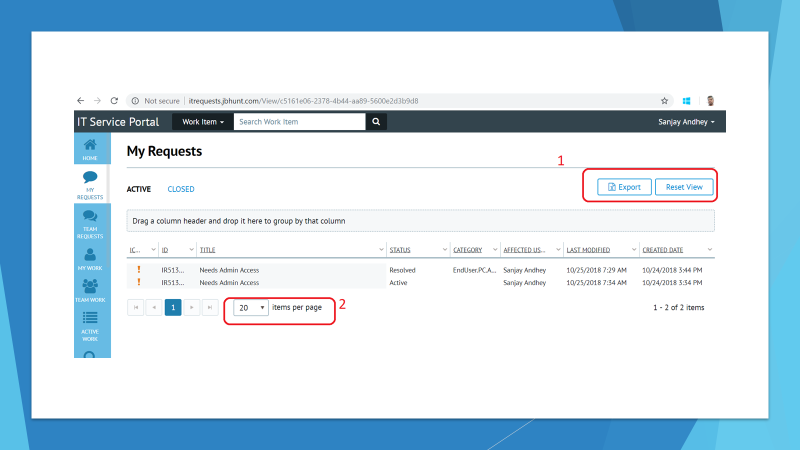 Not secure | itrequests.jbhunt.com/View/c5161e06-2378-4b44-aa89-5600e2d3b9d8
IT Service Portal
Work Item
Search Work Item
Sanjay Andhey
HOME
MY REQUESTS
TEAM REQUESTS
MY WORK
TEAM WORK
ACTIVE WORK
My Requests
1
ACTIVE CLOSED
Export Reset View
Drag a column header and drop it here to group by that column
IC... ID TITLE STATUS CATEGORY AFFECTED US... LAST MODIFIED CREATED DATE
IR513... Needs Admin Access Resolved EndUser.PC.A... Sanjay Andhey 10/25/2018 7:29 AM 10/24/2018 3:44 PM
IR513... Needs Admin Access Active Sanjay Andhey 10/25/2018 7:34 AM 10/24/2018 3:34 PM
1 20 items per page 2 1 - 2 of 2 items